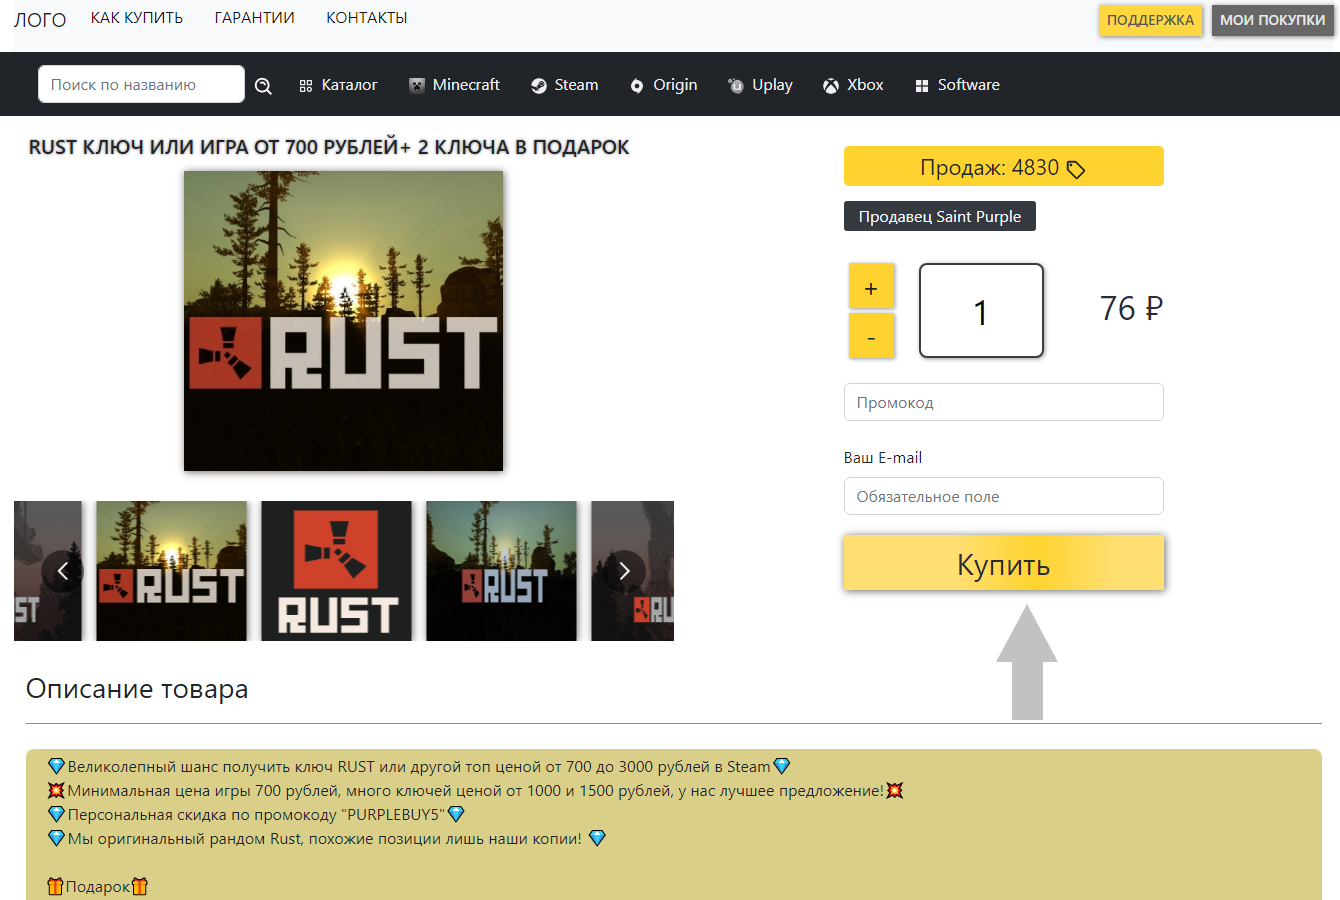 ЛОГО КАК КУПИТЬ ГАРАНТИИ КОНТАКТЫ ПОДДЕРЖКА МОИ ПОКУПКИ
Поиск по названию Каталог Minecraft Steam Origin Uplay Xbox Software
RUST КЛЮЧ ИЛИ ИГРА ОТ 700 РУБЛЕЙ+ 2 КЛЮЧА В ПОДАРОК
RUST
RUST
RUST
RUST
Продаж: 4830
Продавец Saint Purple
+
-
1
76 ₽
Промокод
Ваш E-mail
Обязательное поле
Купить
Описание товара
💎Великолепный шанс получить ключ RUST или другой топ ценой от 700 до 3000 рублей в Steam💎
💥Минимальная цена игры 700 рублей, много ключей ценой от 1000 и 1500 рублей, у нас лучшее предложение!💥
💎Персональная скидка по промокоду "PURPLEBUY5"💎
💎Мы оригинальный рандом Rust, похожие позиции лишь наши копии! 💎
🎁Подарок🎁